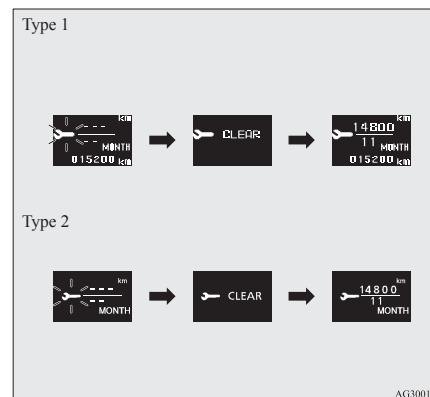 Type 1
km
---
---
MONTH
015200 km
CLEAR
km
14800
11 MONTH
015200 km
Type 2
km
---
--
MONTH
CLEAR
km
14800
11
MONTH
AG3001